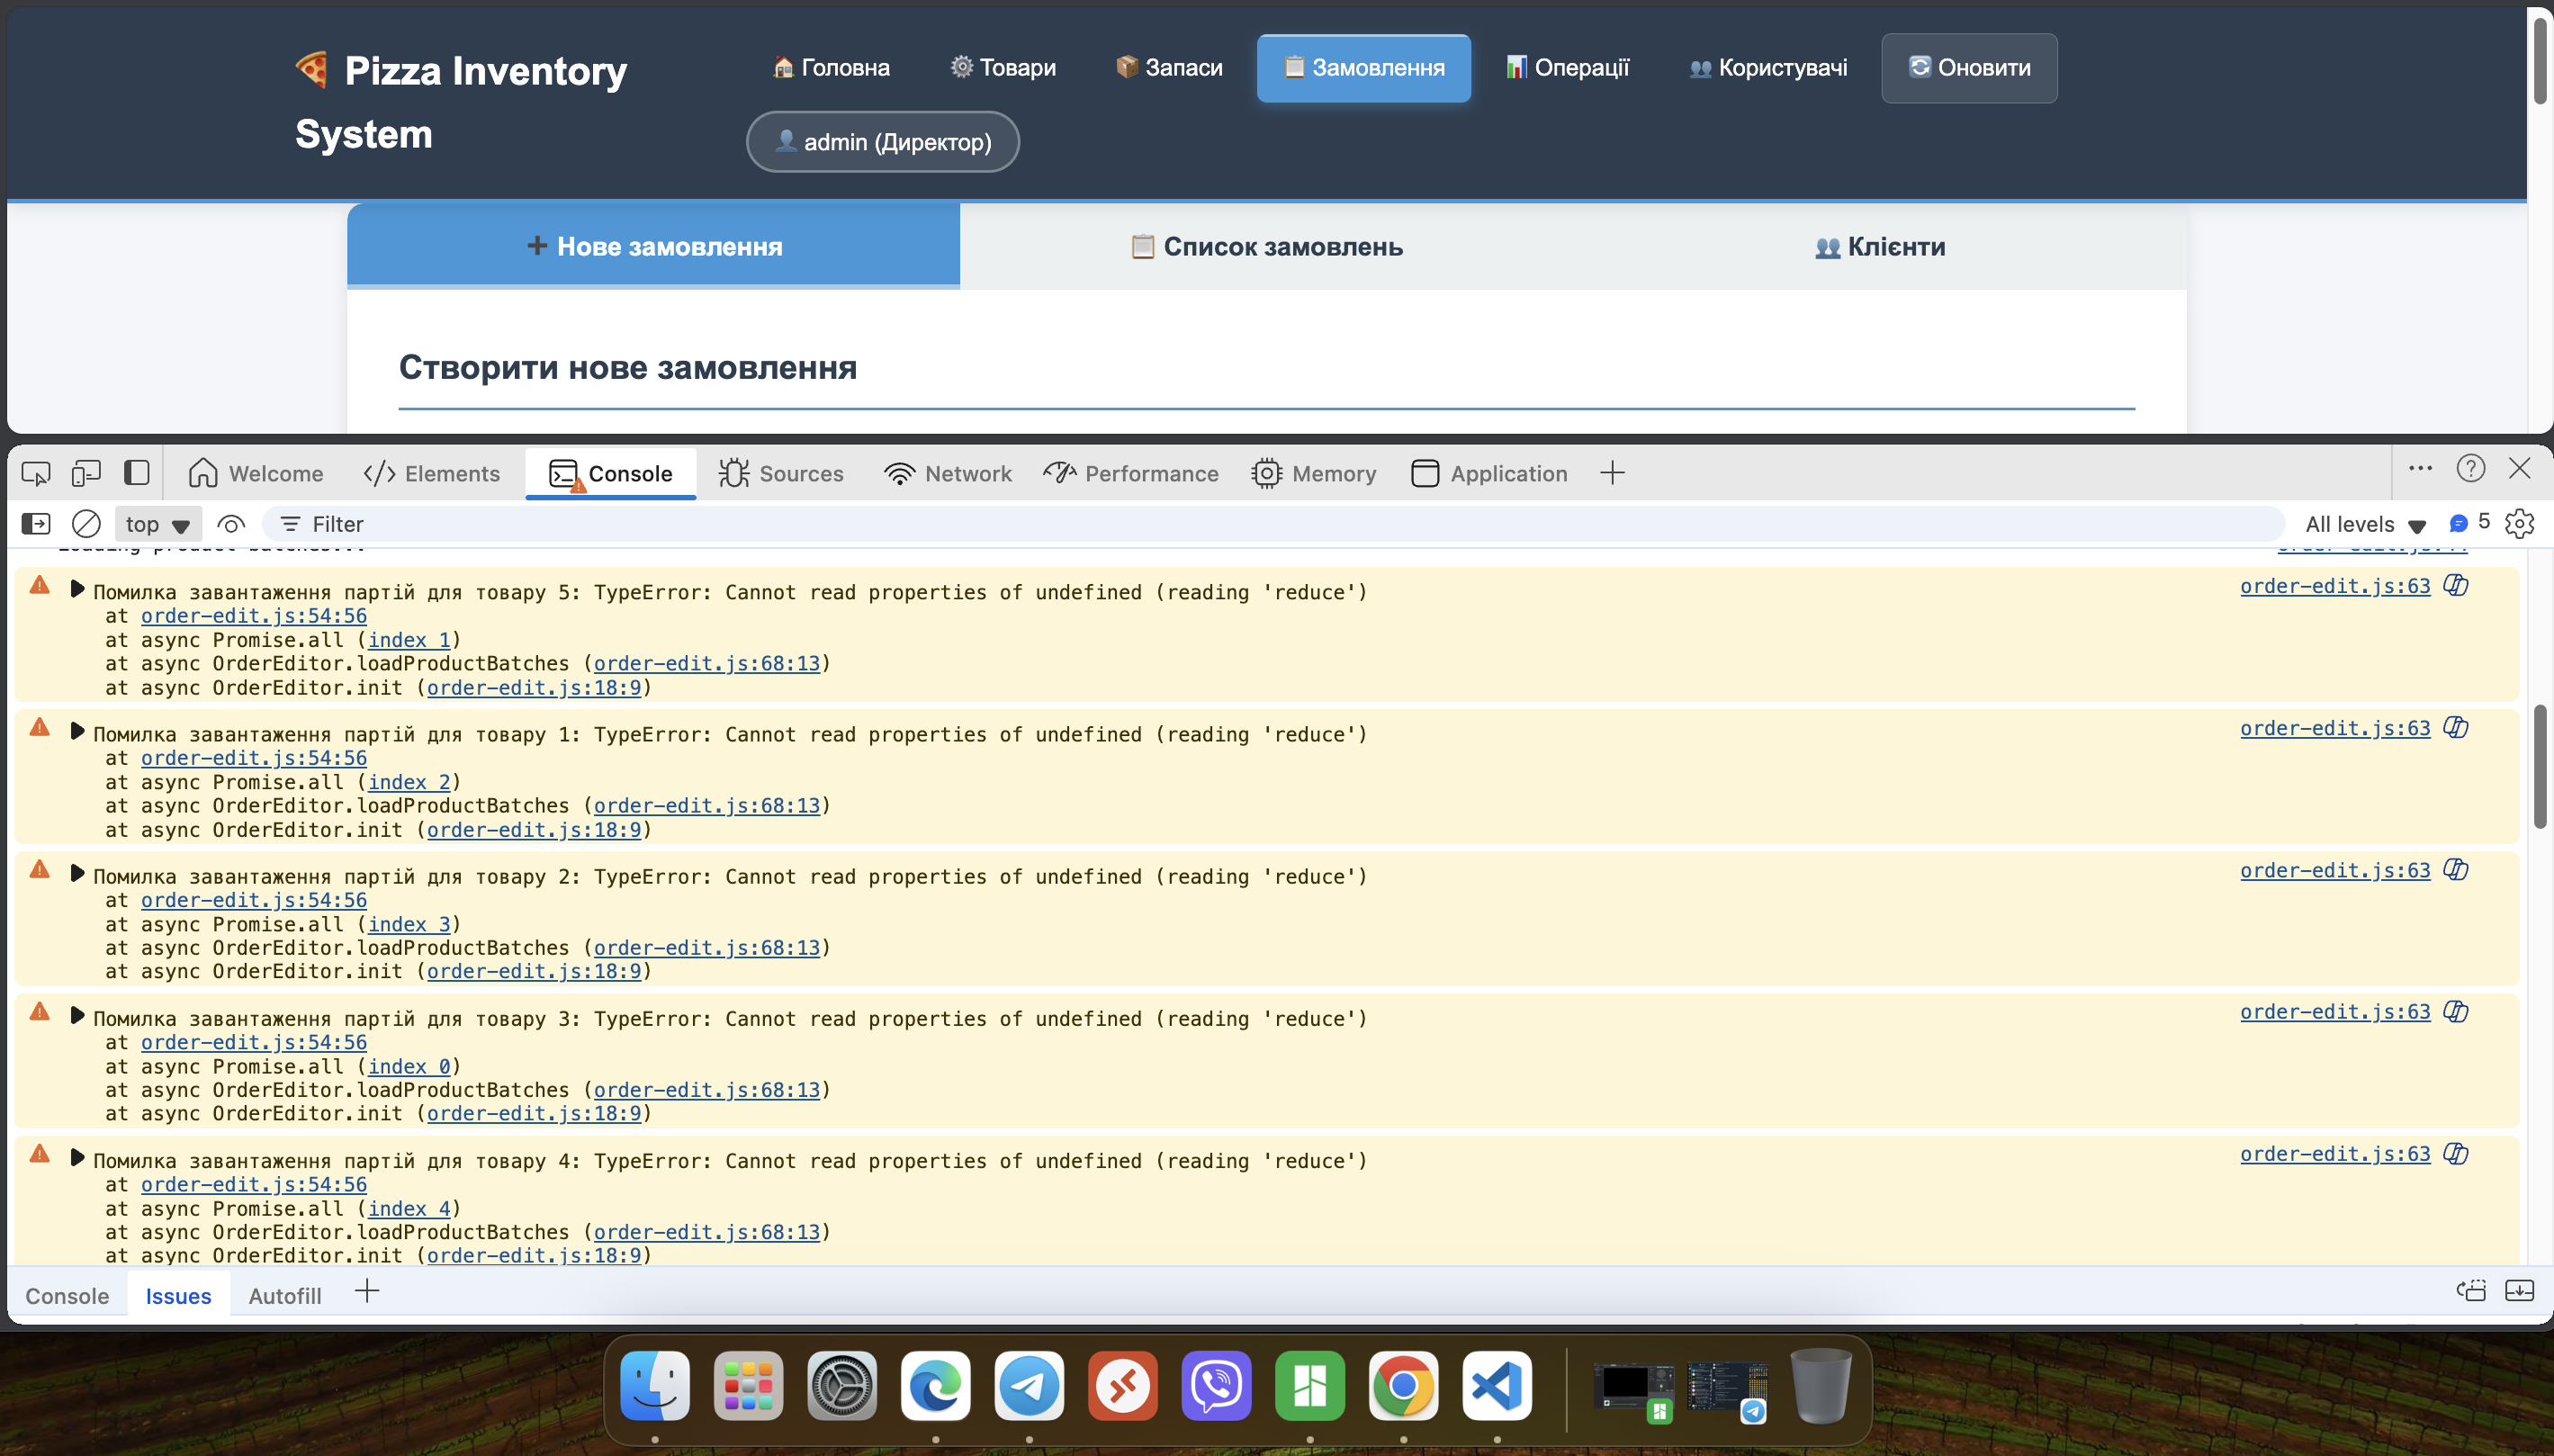 🍕 Pizza Inventory System
🏠 Головна
⚙️ Товари
📦 Запаси
📋 Замовлення
📊 Операції
👥 Користувачі
🔄 Оновити
👤 admin (Директор)
➕ Нове замовлення
📋 Список замовлень
👥 Клієнти
Створити нове замовлення
Welcome
</> Elements
Console
Sources
Network
Performance
Memory
Application
top
Filter
All levels
5
Loading product batches...
Помилка завантаження партій для товару 5: TypeError: Cannot read properties of undefined (reading 'reduce') order-edit.js:63
at order-edit.js:54:56
at async Promise.all (index 1)
at async OrderEditor.loadProductBatches (order-edit.js:68:13)
at async OrderEditor.init (order-edit.js:18:9)
Помилка завантаження партій для товару 1: TypeError: Cannot read properties of undefined (reading 'reduce') order-edit.js:63
at order-edit.js:54:56
at async Promise.all (index 2)
at async OrderEditor.loadProductBatches (order-edit.js:68:13)
at async OrderEditor.init (order-edit.js:18:9)
Помилка завантаження партій для товару 2: TypeError: Cannot read properties of undefined (reading 'reduce') order-edit.js:63
at order-edit.js:54:56
at async Promise.all (index 3)
at async OrderEditor.loadProductBatches (order-edit.js:68:13)
at async OrderEditor.init (order-edit.js:18:9)
Помилка завантаження партій для товару 3: TypeError: Cannot read properties of undefined (reading 'reduce') order-edit.js:63
at order-edit.js:54:56
at async Promise.all (index 0)
at async OrderEditor.loadProductBatches (order-edit.js:68:13)
at async OrderEditor.init (order-edit.js:18:9)
Помилка завантаження партій для товару 4: TypeError: Cannot read properties of undefined (reading 'reduce') order-edit.js:63
at order-edit.js:54:56
at async Promise.all (index 4)
at async OrderEditor.loadProductBatches (order-edit.js:68:13)
at async OrderEditor.init (order-edit.js:18:9)
Console
Issues
Autofill